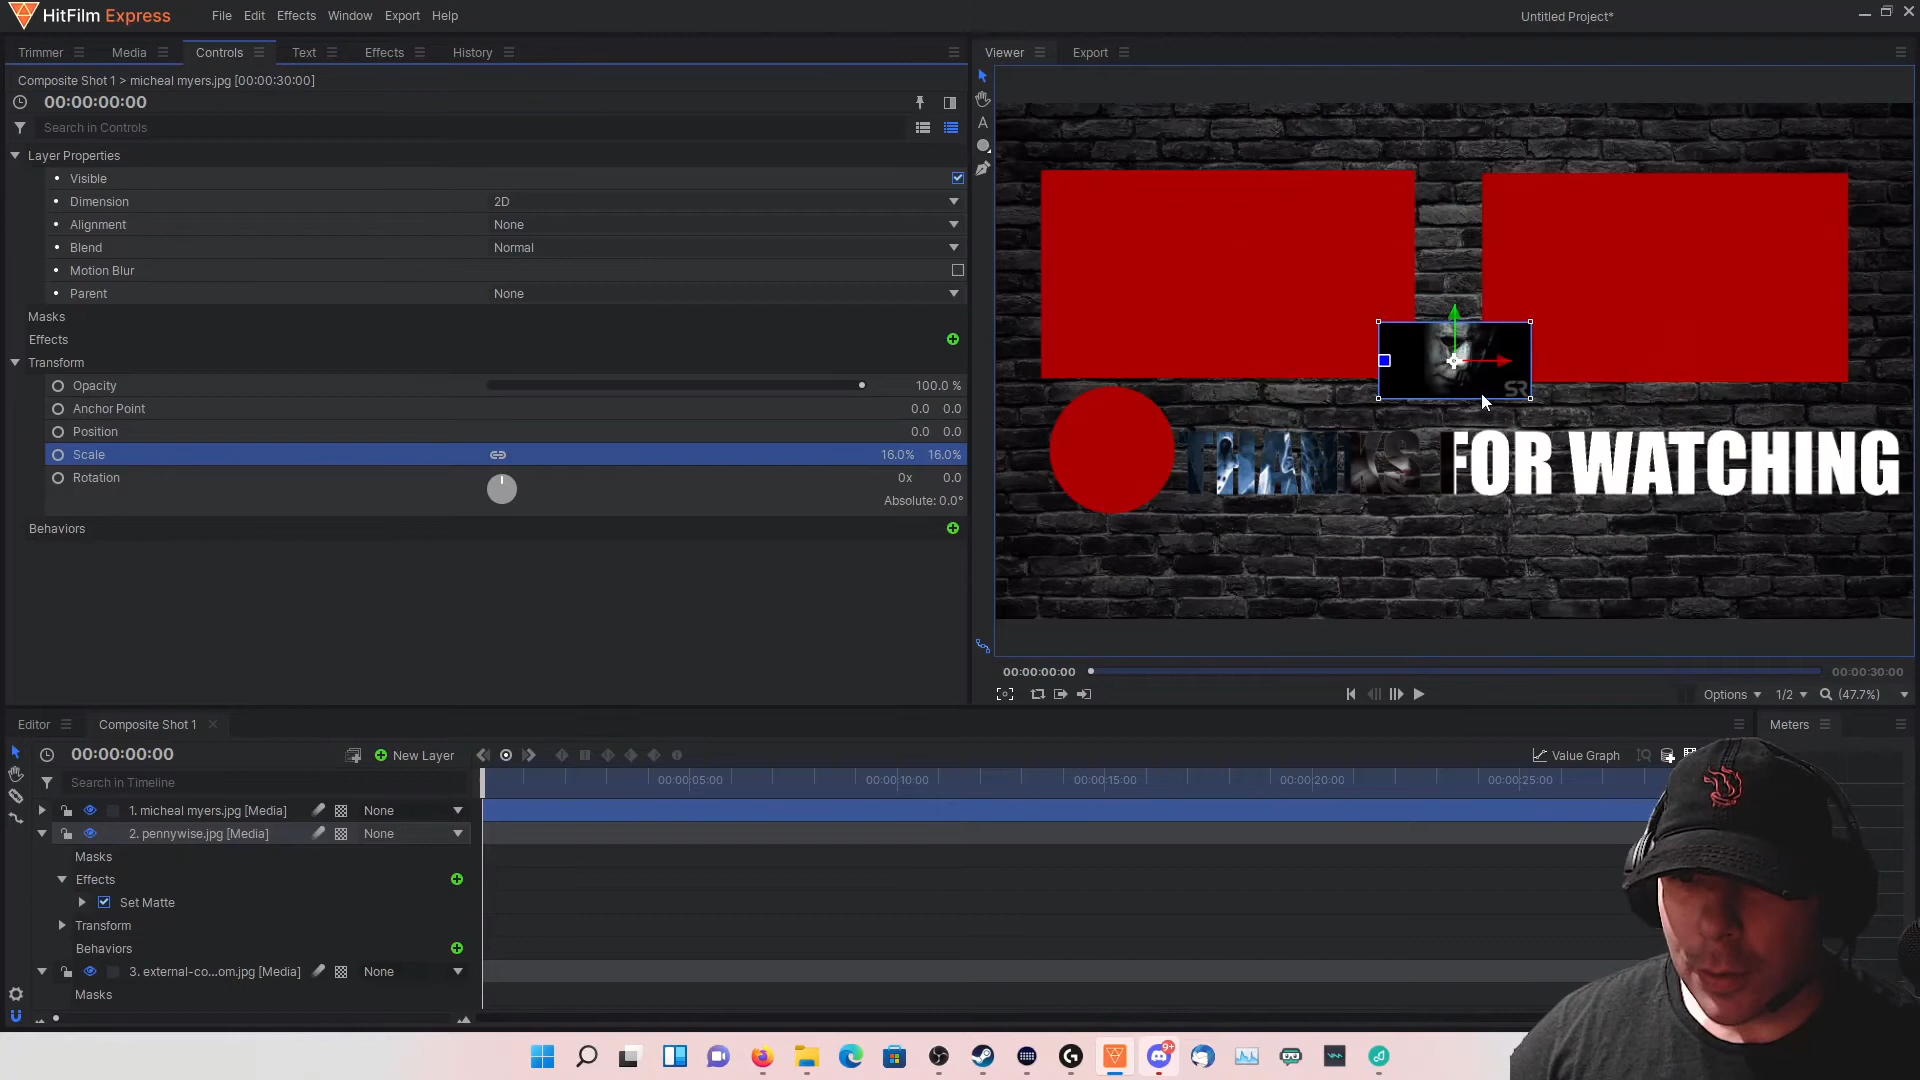 HitFilm Express
File Edit Effects Window Export Help
Untitled Project*
Trimmer Media Controls Text Effects History
Viewer Export
Composite Shot 1 > micheal myers.jpg [00:00:30:00]
00:00:00:00
Search in Controls
Layer Properties
Visible
Dimension 2D
Alignment None
Blend Normal
Motion Blur
Parent None
Masks
Effects
Transform
Opacity 100.0 %
Anchor Point 0.0 0.0
Position 0.0 0.0
Scale 16.0% 16.0%
Rotation 0x 0.0
Absolute: 0.0°
Behaviors
A
SR
THANKS FOR WATCHING
00:00:00:00 00:00:30:00
Options 1/2 (47.7%)
Editor Composite Shot 1
Meters
00:00:00:00 New Layer Value Graph
Search in Timeline
00:00:05:00 00:00:10:00 00:00:15:00 00:00:20:00 00:00:25:00
1. micheal myers.jpg [Media] None
2. pennywise.jpg [Media] None
Masks
Effects
Set Matte
Transform
Behaviors
3. external-co...om.jpg [Media] None
Masks
9+